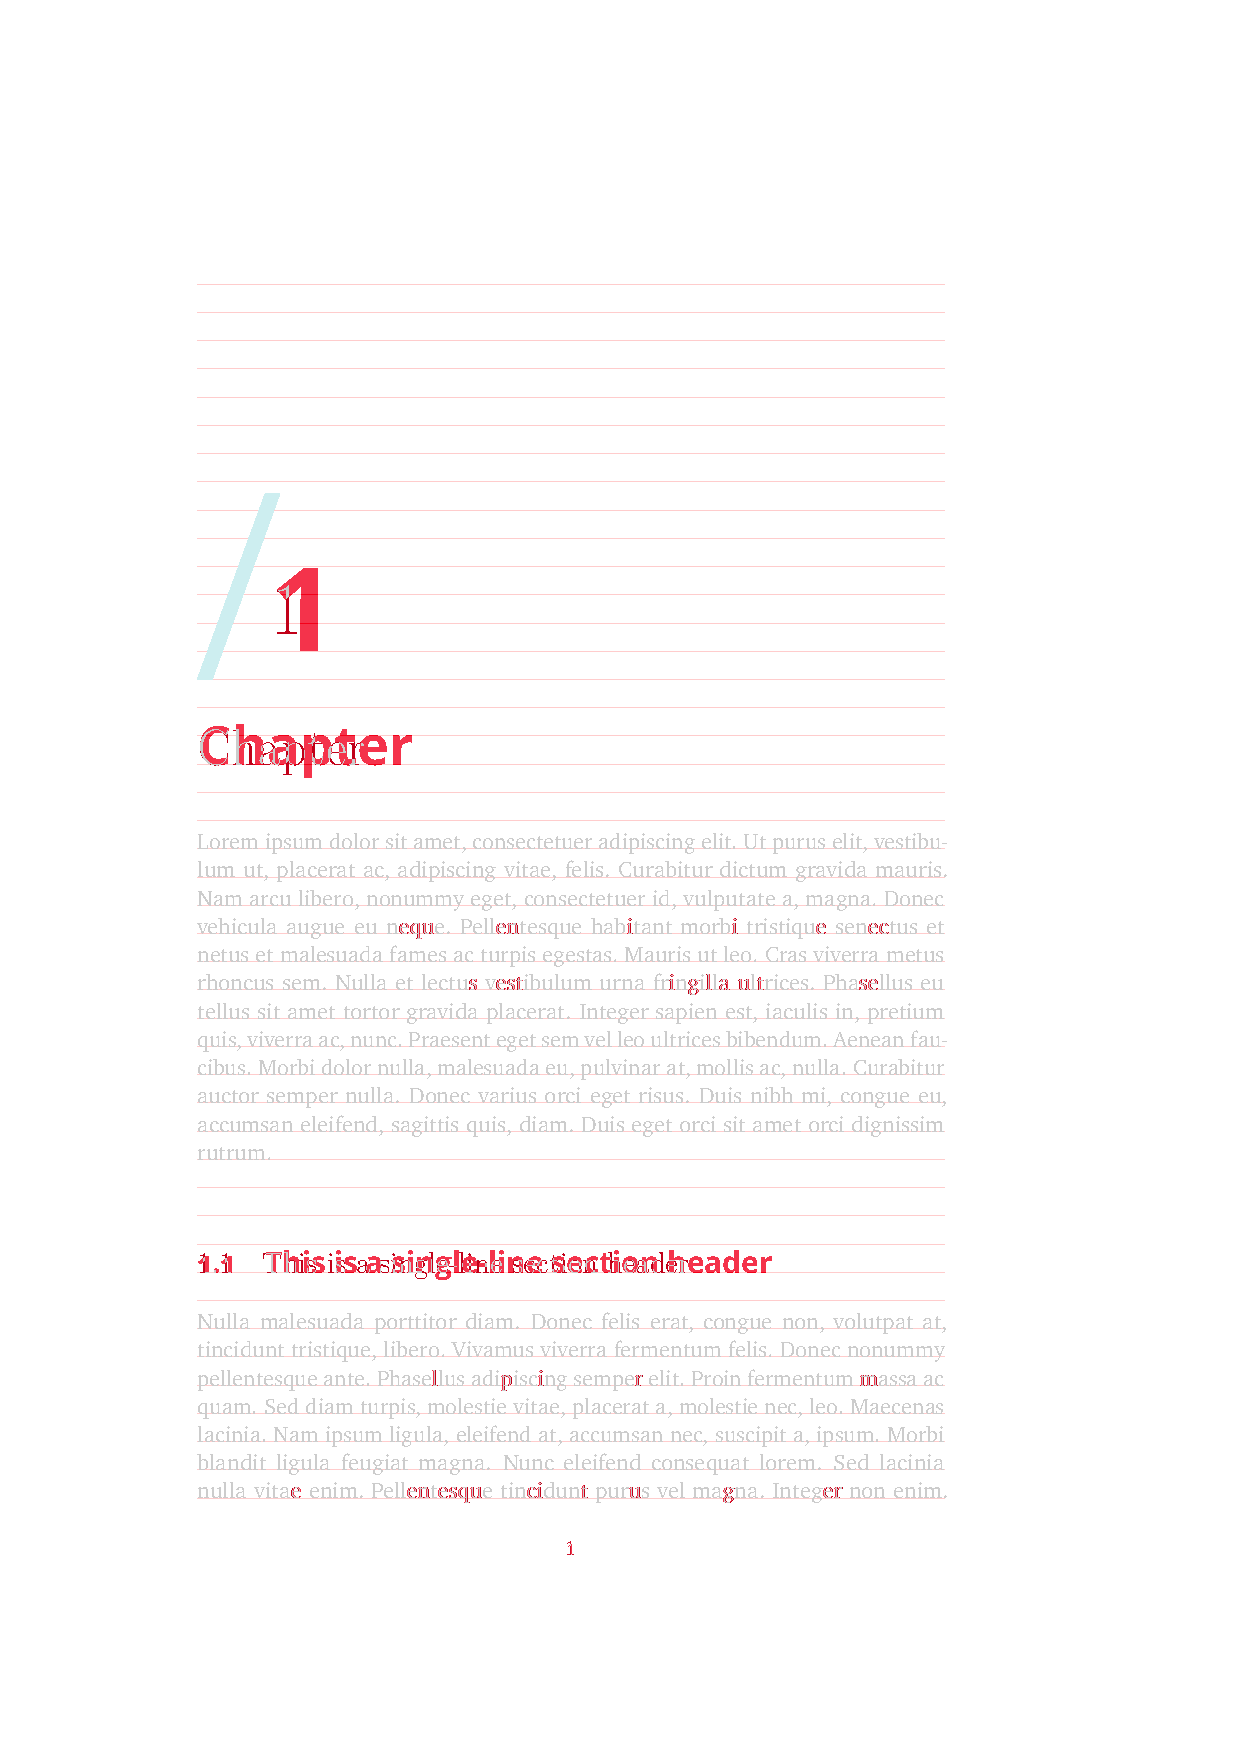 1
Chapter
Lorem ipsum dolor sit amet, consectetuer adipiscing elit. Ut purus elit, vestibu-
lum ut, placerat ac, adipiscing vitae, felis. Curabitur dictum gravida mauris.
Nam arcu libero, nonummy eget, consectetuer id, vulputate a, magna. Donec
vehicula augue eu neque. Pellentesque habitant morbi tristique senectus et
netus et malesuada fames ac turpis egestas. Mauris ut leo. Cras viverra metus
rhoncus sem. Nulla et lectus vestibulum urna fringilla ultrices. Phasellus eu
tellus sit amet tortor gravida placerat. Integer sapien est, iaculis in, pretium
quis, viverra ac, nunc. Praesent eget sem vel leo ultrices bibendum. Aenean fau-
cibus. Morbi dolor nulla, malesuada eu, pulvinar at, mollis ac, nulla. Curabitur
auctor semper nulla. Donec varius orci eget risus. Duis nibh mi, congue eu,
accumsan eleifend, sagittis quis, diam. Duis eget orci sit amet orci dignissim
rutrum.
1.1 This is a single-line section header
Nulla malesuada porttitor diam. Donec felis erat, congue non, volutpat at,
tincidunt tristique, libero. Vivamus viverra fermentum felis. Donec nonummy
pellentesque ante. Phasellus adipiscing semper elit. Proin fermentum massa ac
quam. Sed diam turpis, molestie vitae, placerat a, molestie nec, leo. Maecenas
lacinia. Nam ipsum ligula, eleifend at, accumsan nec, suscipit a, ipsum. Morbi
blandit ligula feugiat magna. Nunc eleifend consequat lorem. Sed lacinia
nulla vitae enim. Pellentesque tincidunt purus vel magna. Integer non enim.
1